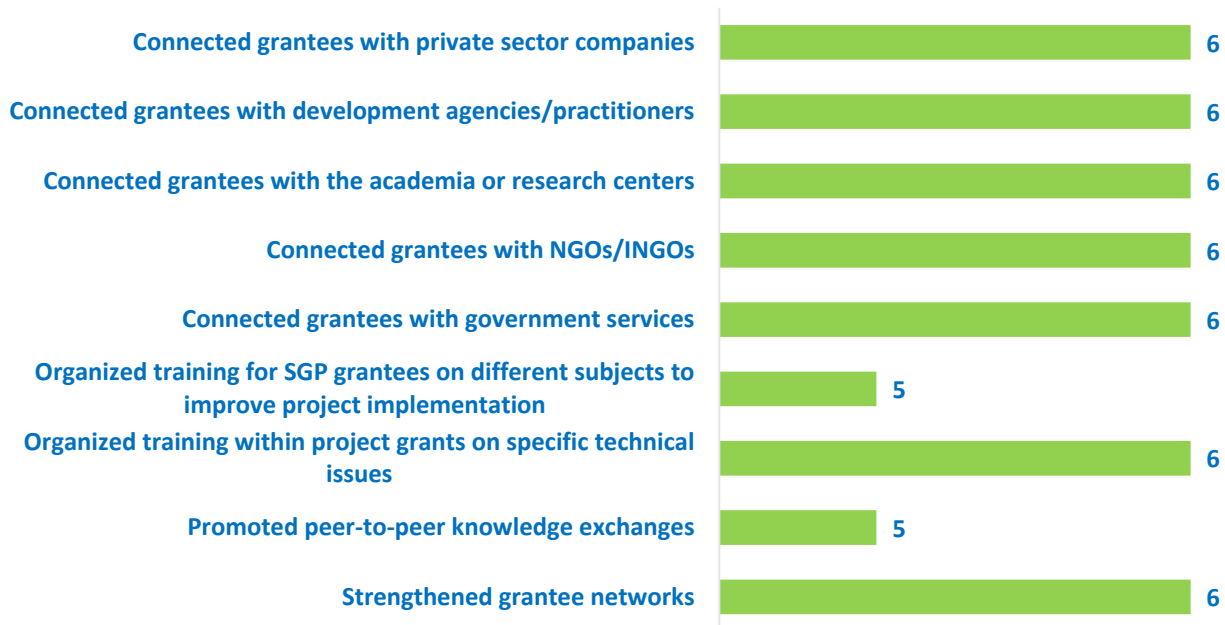 Connected grantees with private sector companies 6
Connected grantees with development agencies/practitioners 6
Connected grantees with the academia or research centers 6
Connected grantees with NGOs/INGOs 6
Connected grantees with government services 6
Organized training for SGP grantees on different subjects to
improve project implementation 5
Organized training within project grants on specific technical
issues 6
Promoted peer-to-peer knowledge exchanges 5
Strengthened grantee networks 6